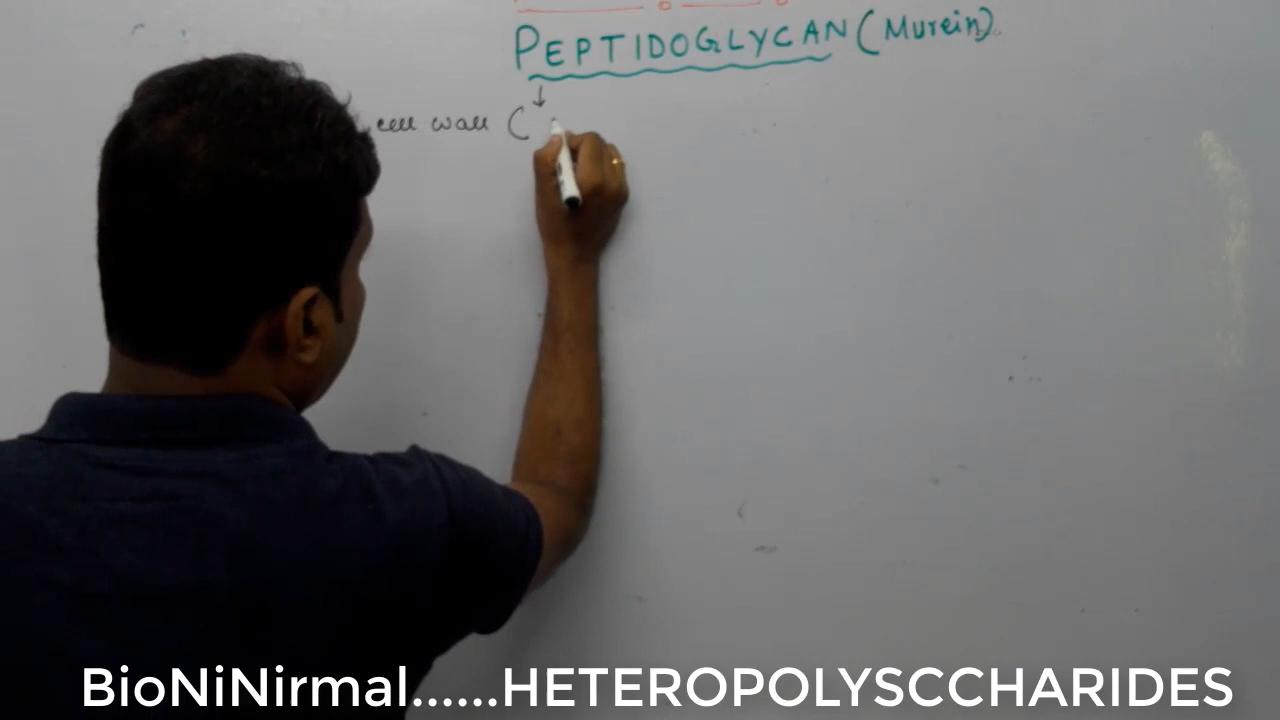 PEPTIDOGLYCAN (Murein)
↓
cell wall (
BioNiNirmal......HETEROPOLYSCCHARIDES